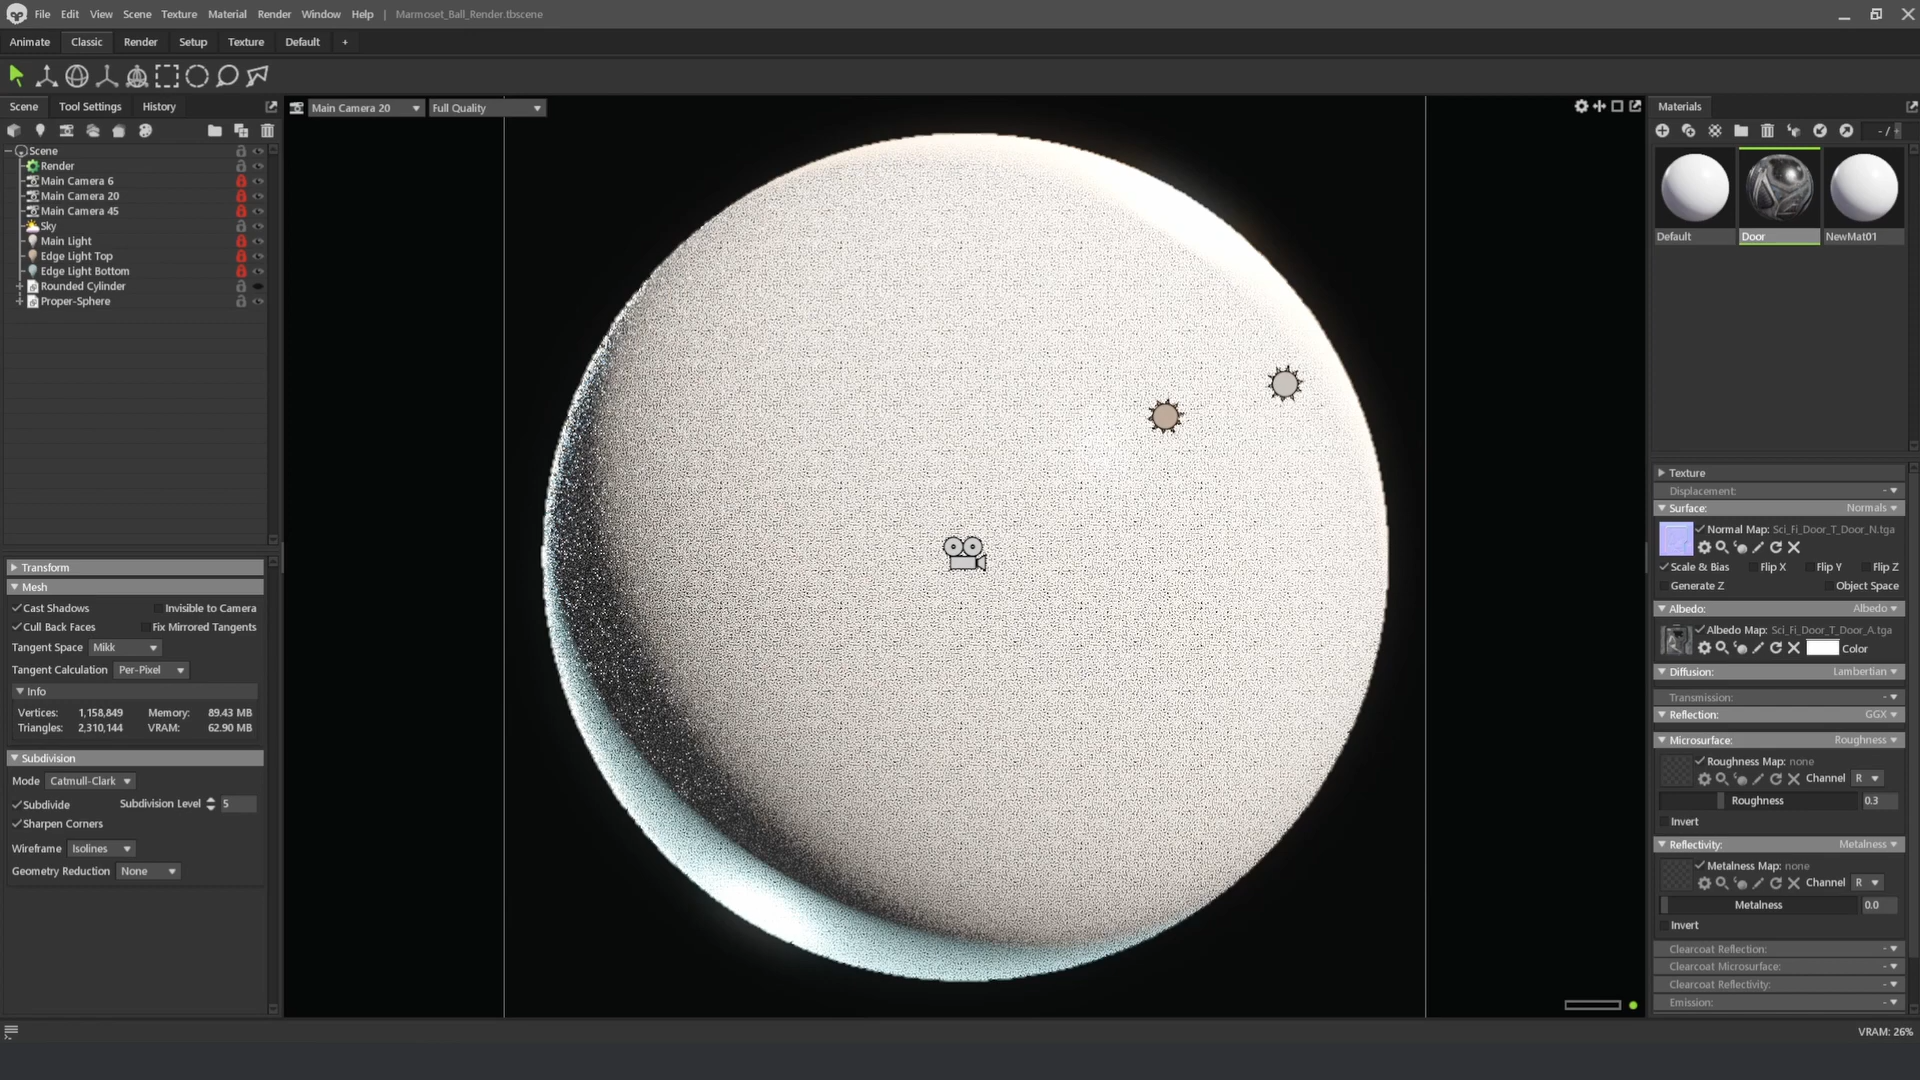 File Edit View Scene Texture Material Render Window Help Marmoset_Ball_Render.tbscene
Animate Classic Render Setup Texture Default +
Scene Tool Settings History
Main Camera 20 Full Quality
Materials
- /
Scene
Render
Main Camera 6
Main Camera 20
Main Camera 45
Sky
Main Light
Edge Light Top
Edge Light Bottom
Rounded Cylinder
Proper-Sphere
Default Door NewMat01
Transform
Mesh
Cast Shadows Invisible to Camera
Cull Back Faces Fix Mirrored Tangents
Tangent Space Mikk
Tangent Calculation Per-Pixel
Info
Vertices: 1,158,849 Memory: 89.43 MB
Triangles: 2,310,144 VRAM: 62.90 MB
Subdivision
Mode Catmull-Clark
Subdivide Subdivision Level 5
Sharpen Corners
Wireframe Isolines
Geometry Reduction None
Texture
Displacement: -
Surface: Normals
Normal Map: Sci_Fi_Door_T_Door_N.tga
Scale & Bias Flip X Flip Y Flip Z
Generate Z Object Space
Albedo: Albedo
Albedo Map: Sci_Fi_Door_T_Door_A.tga
Color
Diffusion: Lambertian
Transmission: -
Reflection: GGX
Microsurface: Roughness
Roughness Map: none
Channel R
Roughness 0.3
Invert
Reflectivity: Metalness
Metalness Map: none
Channel R
Metalness 0.0
Invert
Clearcoat Reflection: -
Clearcoat Microsurface: -
Clearcoat Reflectivity: -
Emission: -
VRAM: 26%